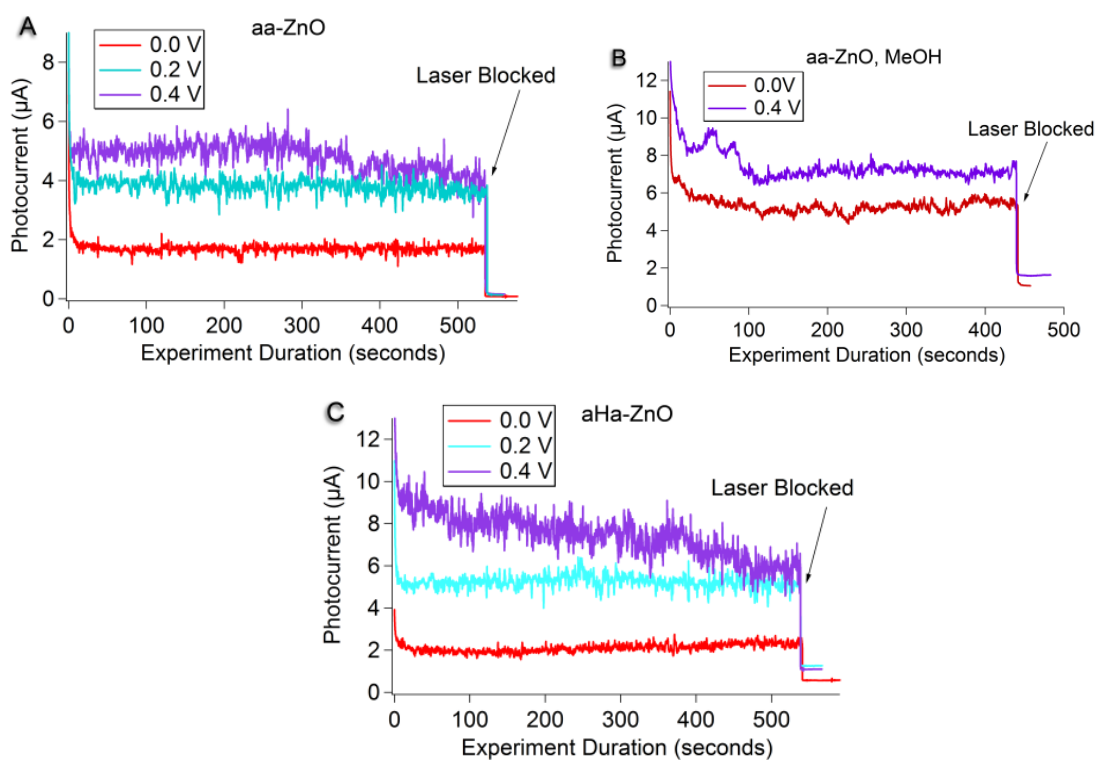 A
aa-ZnO
0.0 V
0.2 V
0.4 V
Laser Blocked
Photocurrent (µA)
8
6
4
2
0
0 100 200 300 400 500
Experiment Duration (seconds)
B
aa-ZnO, MeOH
0.0V
0.4 V
Laser Blocked
Photocurrent (µA)
12
10
8
6
4
2
0
0 100 200 300 400 500
Experiment Duration (seconds)
C
aHa-ZnO
0.0 V
0.2 V
0.4 V
Laser Blocked
Photocurrent (µA)
12
10
8
6
4
2
0
0 100 200 300 400 500
Experiment Duration (seconds)